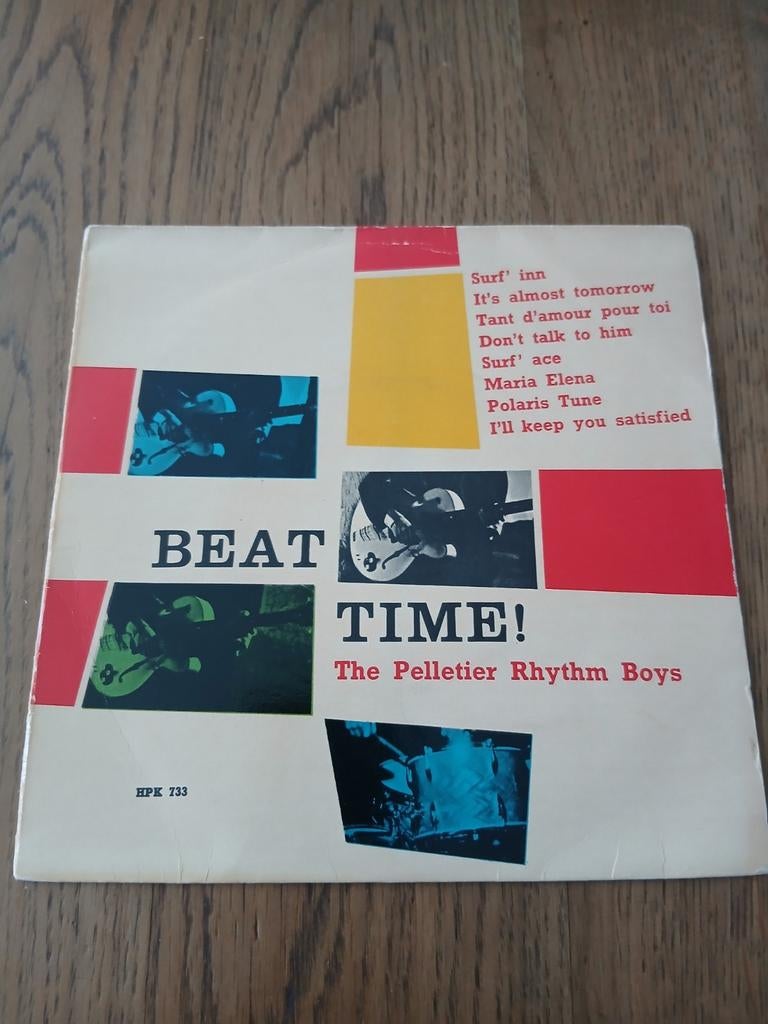 Surf' inn
It's almost tomorrow
Tant d'amour pour toi
Don't talk to him
Surf' ace
Maria Elena
Polaris Tune
I'll keep you satisfied
BEAT
TIME!
The Pelletier Rhythm Boys
HPK 733